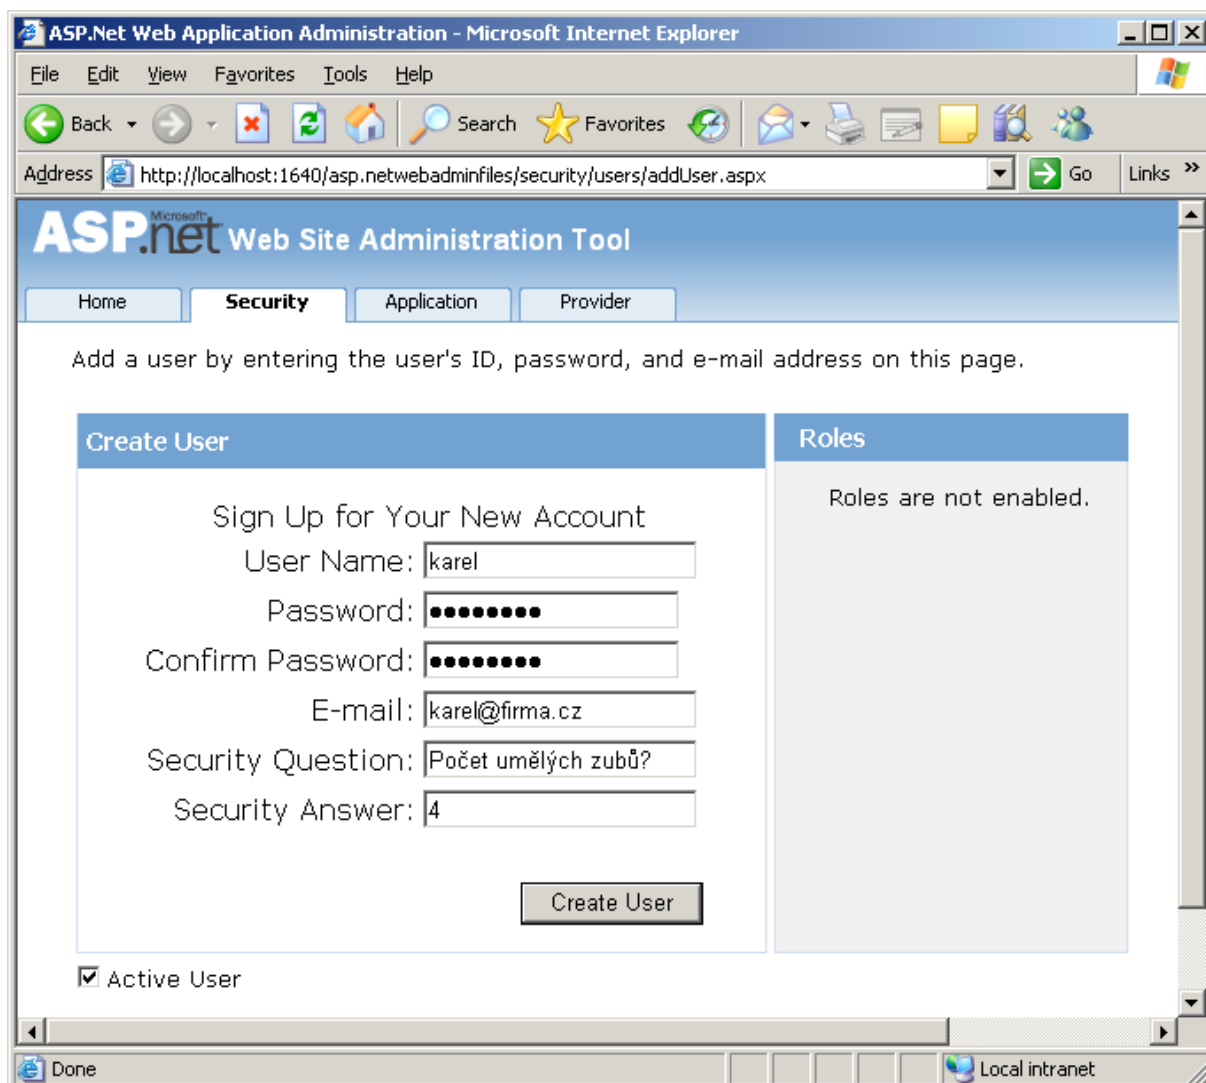 ASP.Net Web Application Administration - Microsoft Internet Explorer
File Edit View Favorites Tools Help
Back Search Favorites
Address http://localhost:1640/asp.netwebadminfiles/security/users/addUser.aspx Go Links »
Microsoft
ASP.net Web Site Administration Tool
Home Security Application Provider
Add a user by entering the user's ID, password, and e-mail address on this page.
Create User
Roles
Roles are not enabled.
Sign Up for Your New Account
User Name: karel
Password: ●●●●●●●●
Confirm Password: ●●●●●●●●
E-mail: karel@firma.cz
Security Question: Počet umělých zubů?
Security Answer: 4
Create User
Active User
Done Local intranet